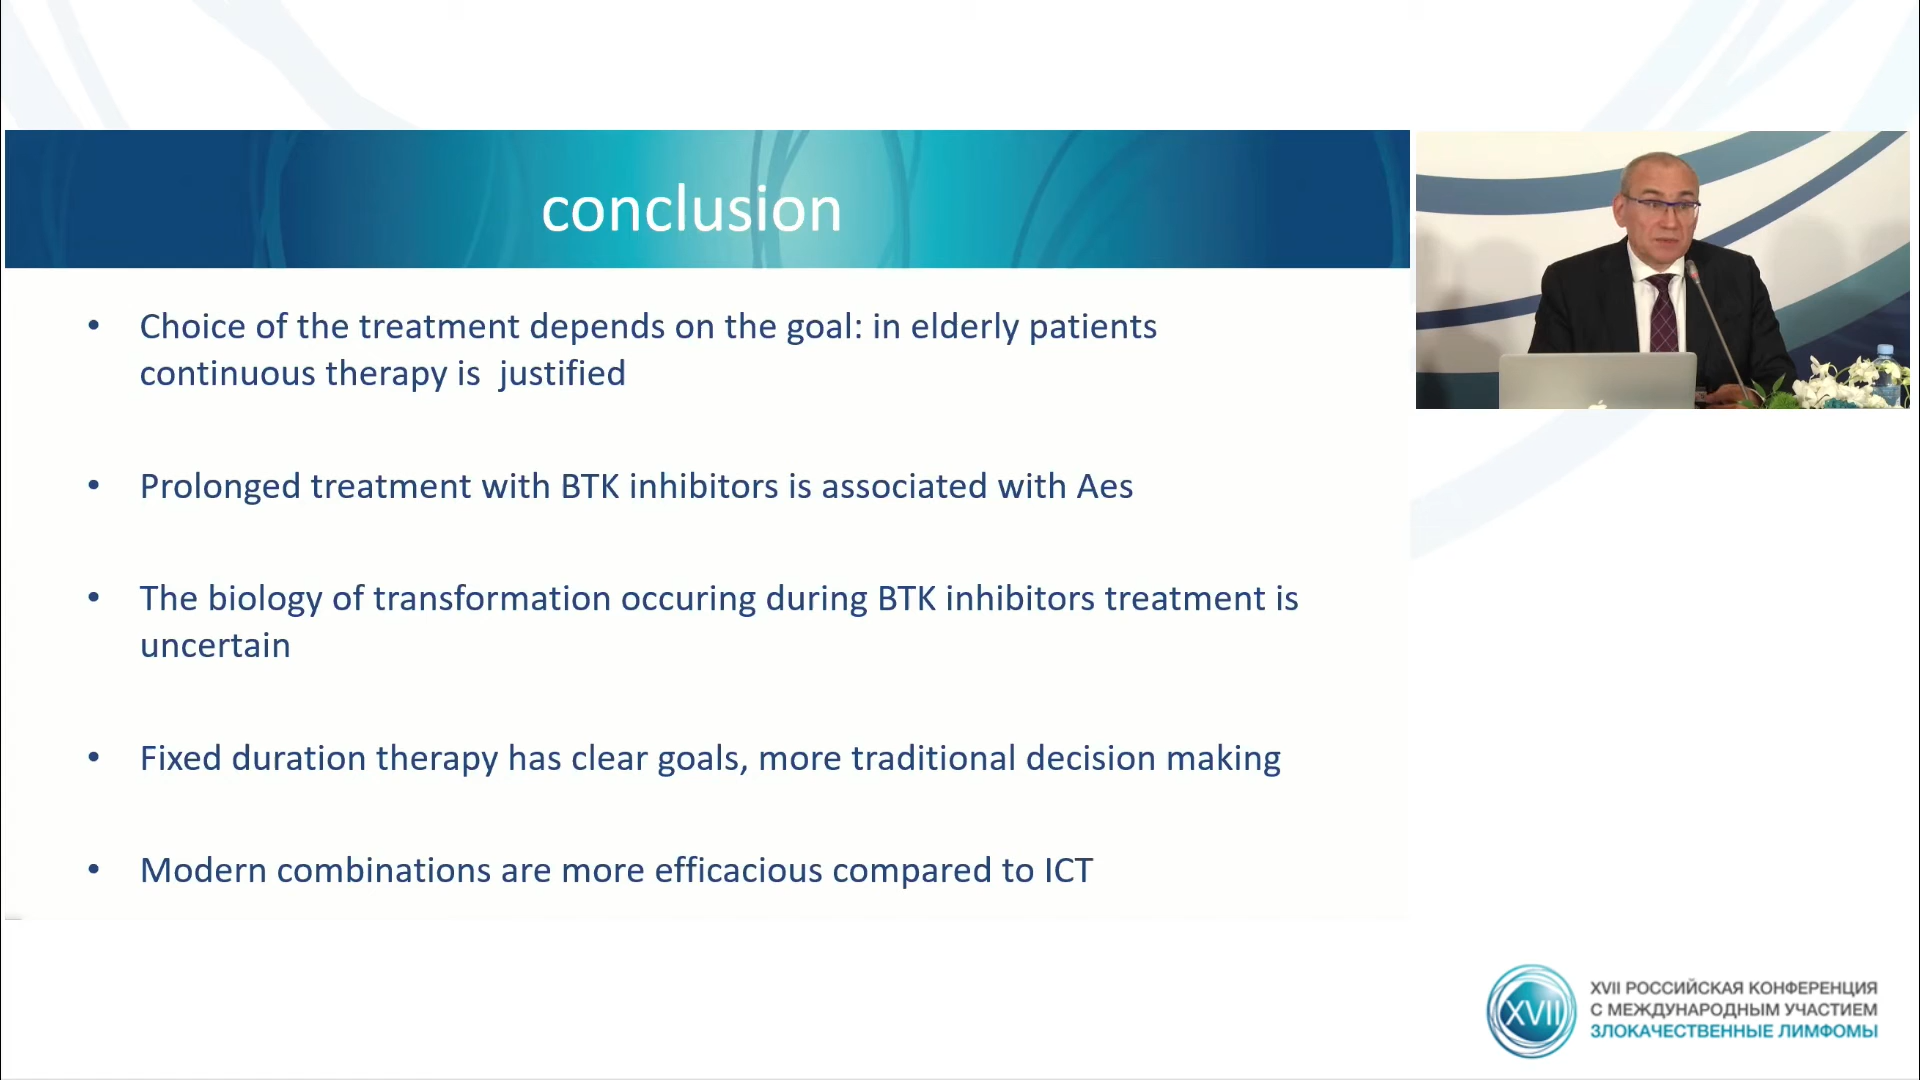 conclusion
• Choice of the treatment depends on the goal: in elderly patients
continuous therapy is justified
• Prolonged treatment with BTK inhibitors is associated with Aes
• The biology of transformation occuring during BTK inhibitors treatment is
uncertain
• Fixed duration therapy has clear goals, more traditional decision making
• Modern combinations are more efficacious compared to ICT
XVII
XVII РОССИЙСКАЯ КОНФЕРЕНЦИЯ
С МЕЖДУНАРОДНЫМ УЧАСТИЕМ
ЗЛОКАЧЕСТВЕННЫЕ ЛИМФОМЫ